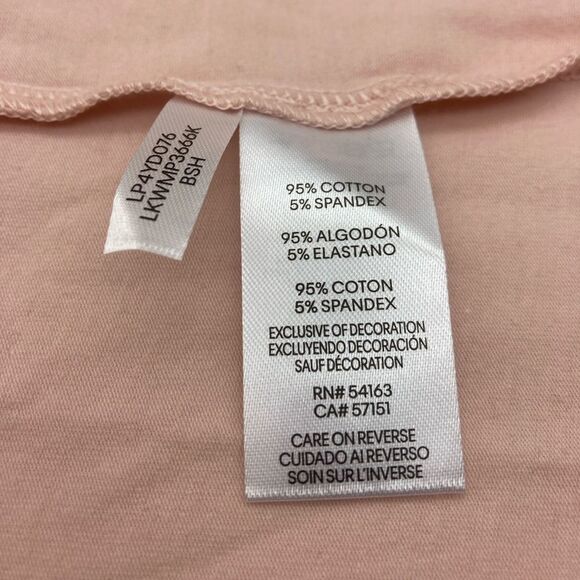 LP4YD076
LKWMP3666K
BSH
95% COTTON
5% SPANDEX
95% ALGODÓN
5% ELASTANO
95% COTON
5% SPANDEX
EXCLUSIVE OF DECORATION
EXCLUYENDO DECORACIÓN
SAUF DÉCORATION
RN# 54163
CA# 57151
CARE ON REVERSE
CUIDADO AI REVERSO
SOIN SUR L'INVERSE